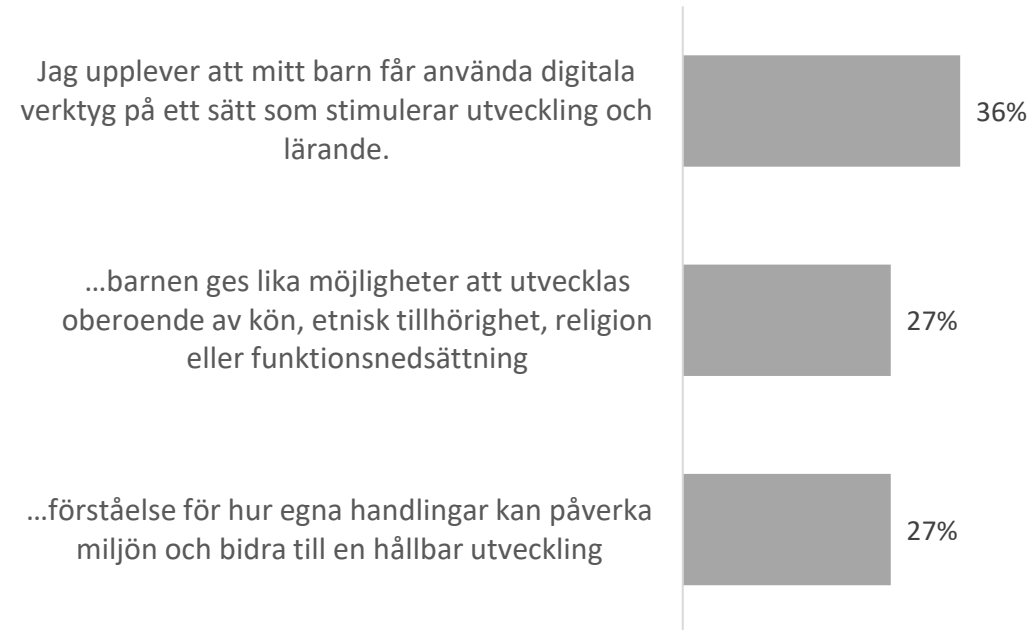 Jag upplever att mitt barn får använda digitala
verktyg på ett sätt som stimulerar utveckling och
lärande.
36%
…barnen ges lika möjligheter att utvecklas
oberoende av kön, etnisk tillhörighet, religion
eller funktionsnedsättning
27%
…förståelse för hur egna handlingar kan påverka
miljön och bidra till en hållbar utveckling
27%